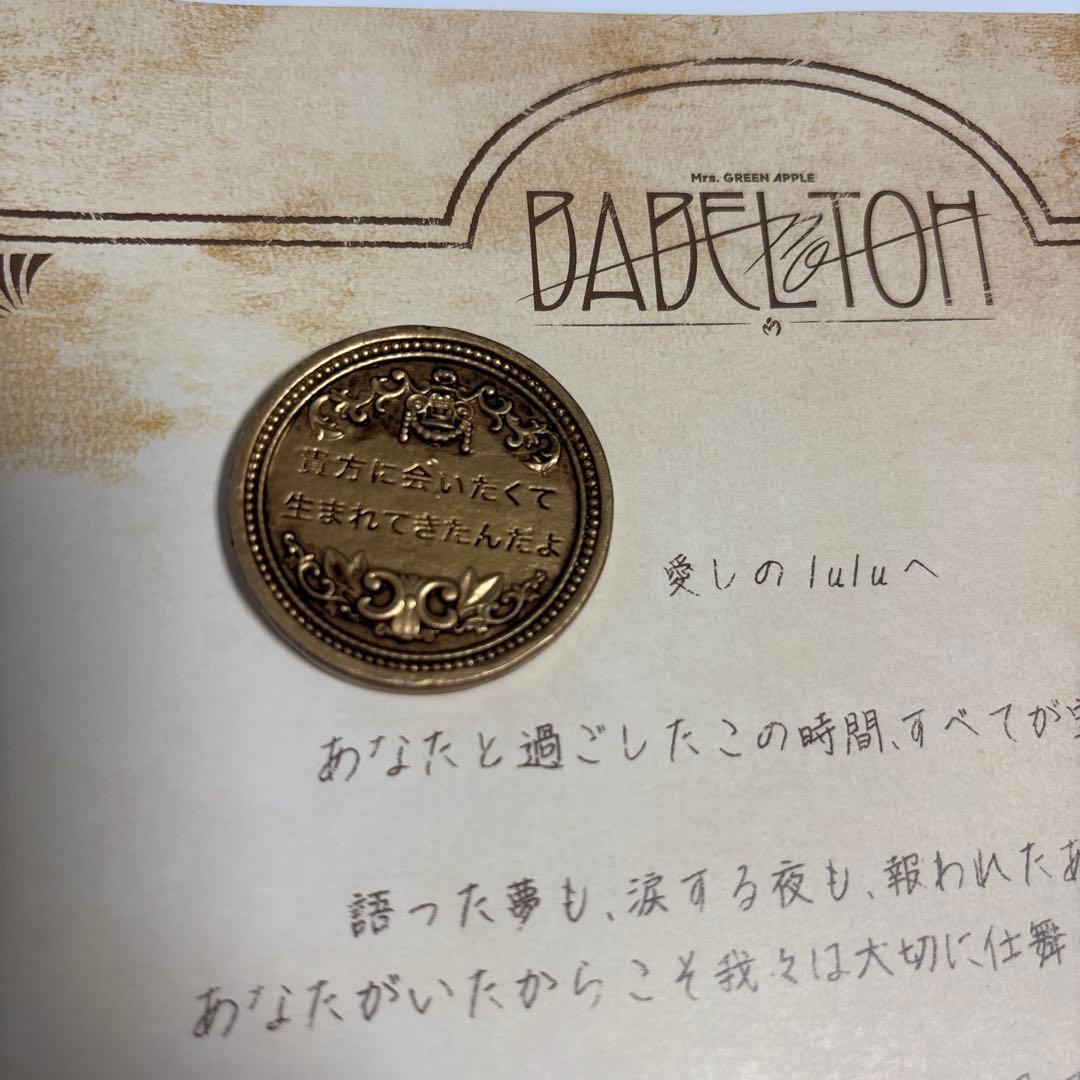 Mrs. GREEN APPLE
BABEL no TOH
貴方に会いたくて
生まれてきたんだよ
愛しのluluへ
あなたと過ごしたこの時間、すべてが
語った夢も、涙する夜も、報われたあ
あなたがいたからこそ我々は大切に仕舞